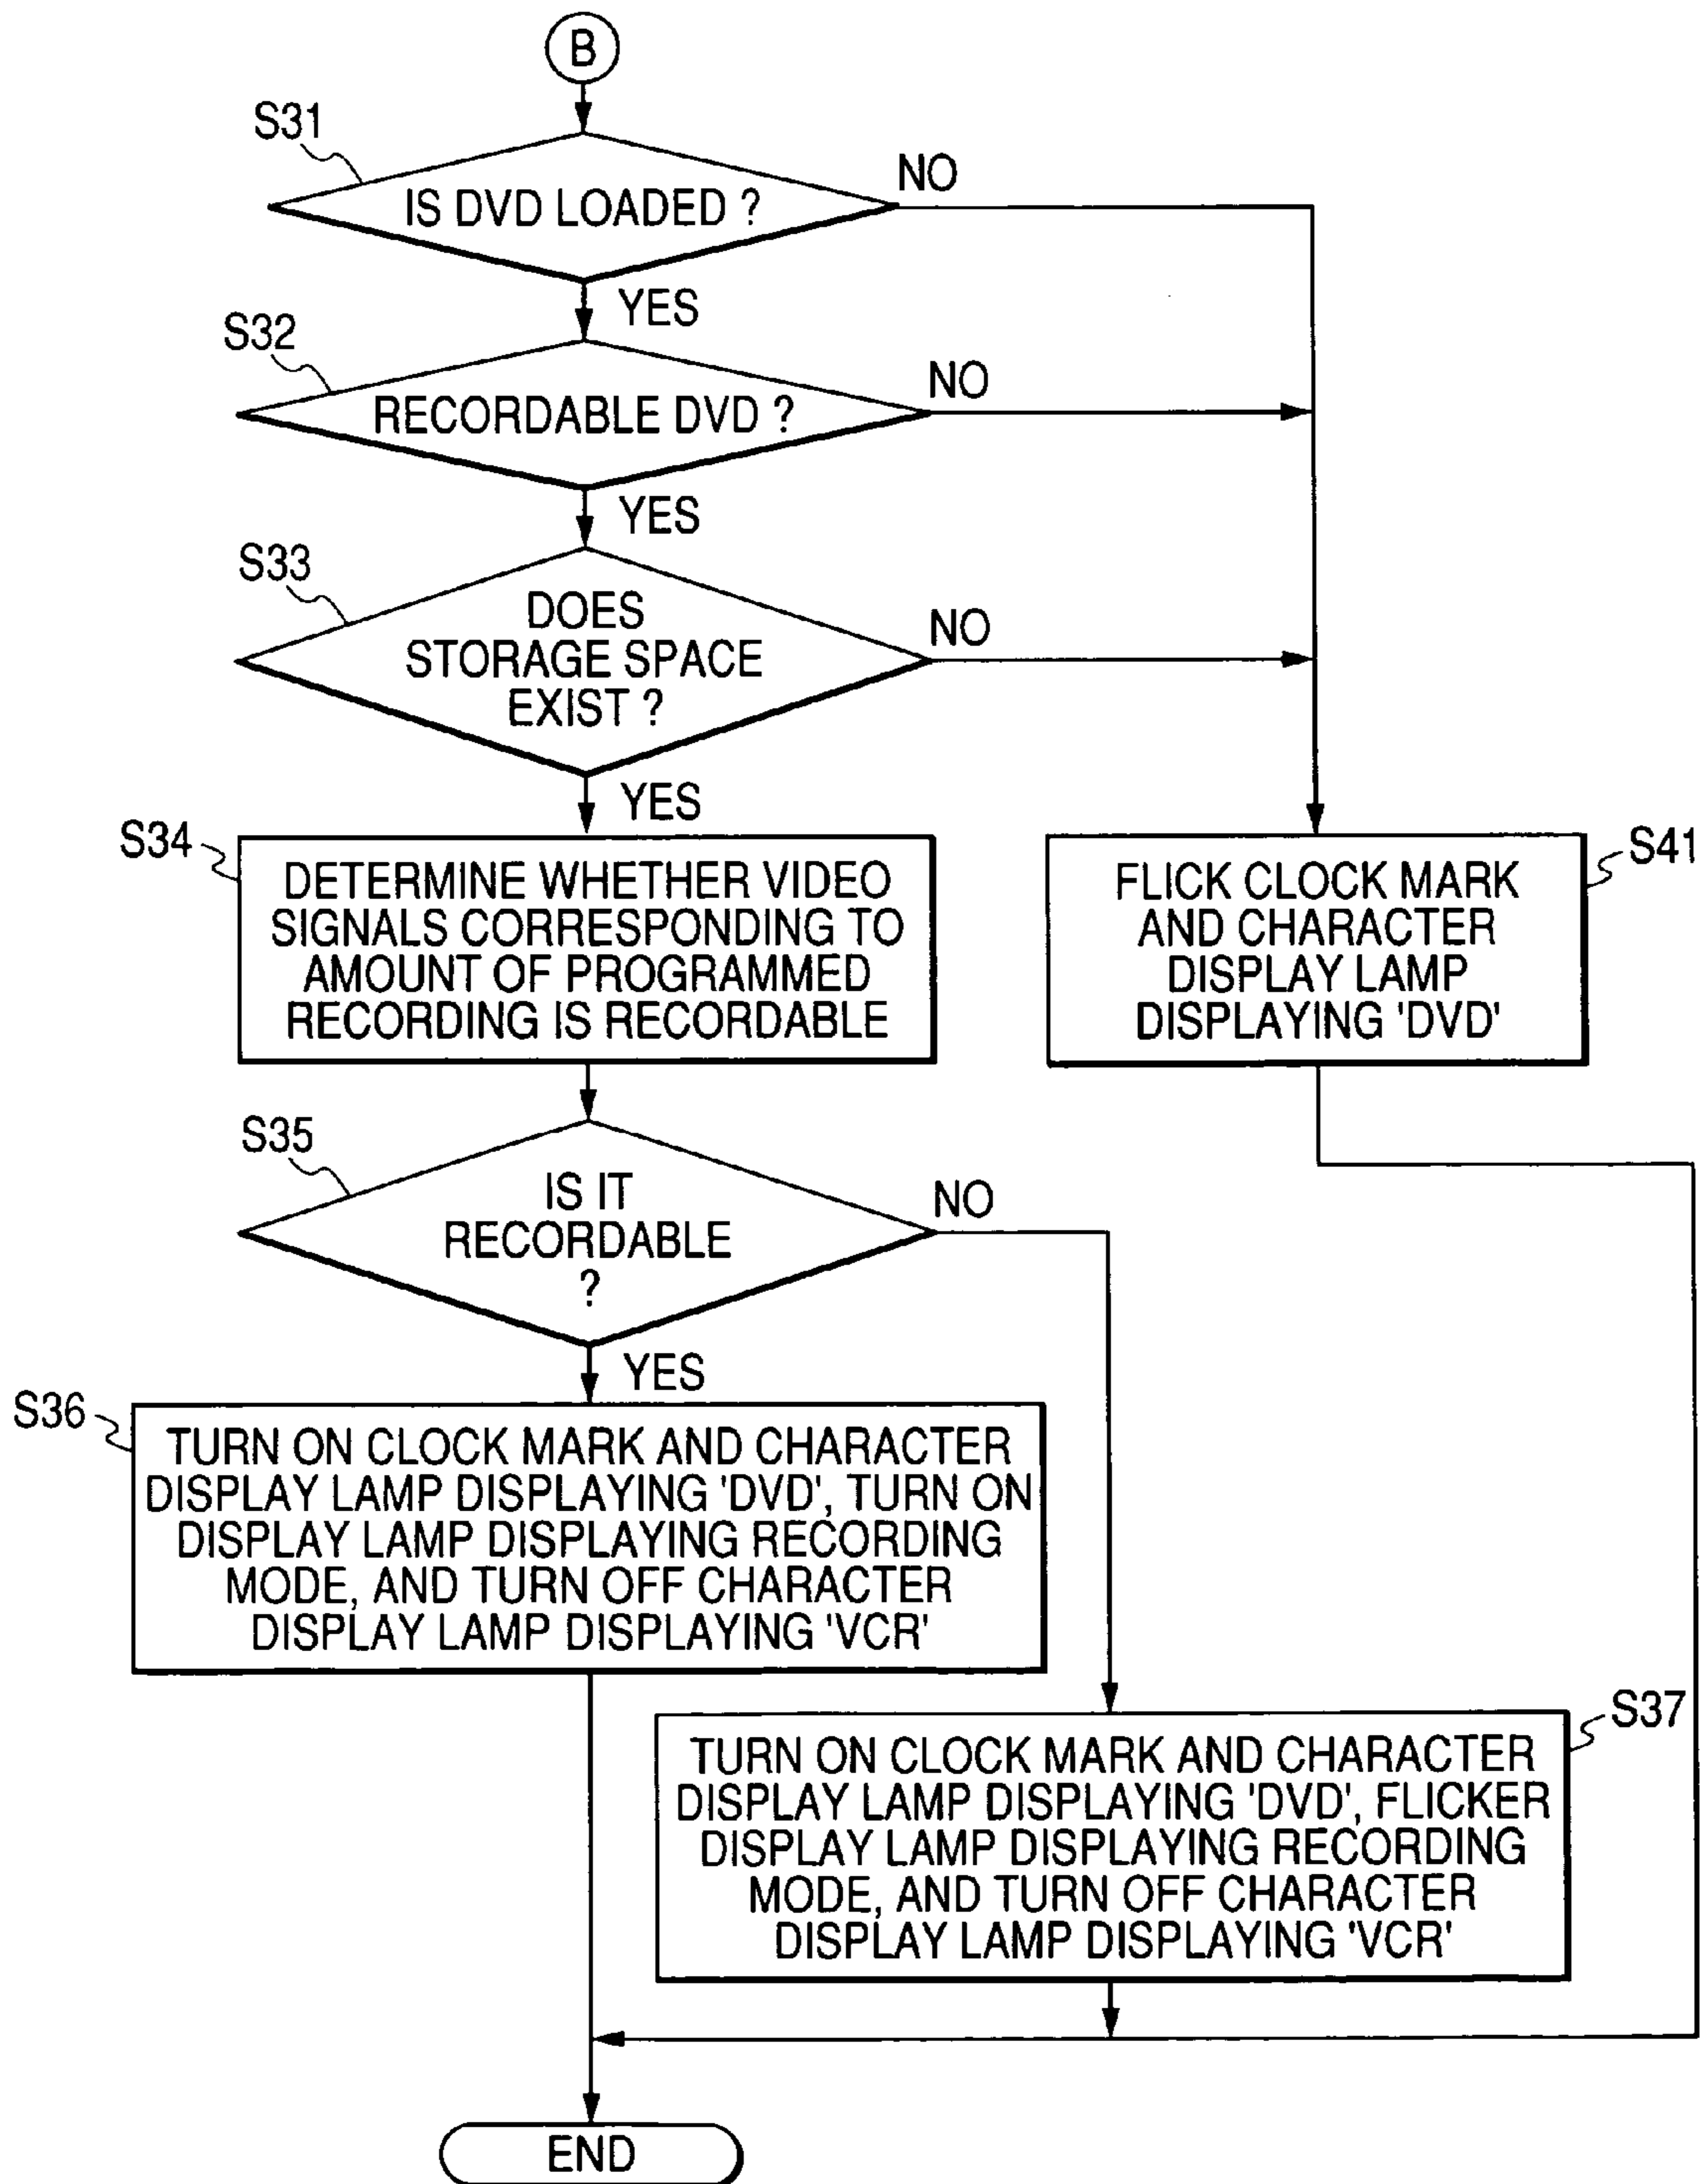 B
S31
IS DVD LOADED ?
NO
YES
S32
RECORDABLE DVD ?
NO
YES
S33
DOES
STORAGE SPACE
EXIST ?
NO
YES
S34
DETERMINE WHETHER VIDEO
SIGNALS CORRESPONDING TO
AMOUNT OF PROGRAMMED
RECORDING IS RECORDABLE
S41
FLICK CLOCK MARK
AND CHARACTER
DISPLAY LAMP
DISPLAYING 'DVD'
S35
IS IT
RECORDABLE
?
NO
YES
S36
TURN ON CLOCK MARK AND CHARACTER
DISPLAY LAMP DISPLAYING 'DVD', TURN ON
DISPLAY LAMP DISPLAYING RECORDING
MODE, AND TURN OFF CHARACTER
DISPLAY LAMP DISPLAYING 'VCR'
S37
TURN ON CLOCK MARK AND CHARACTER
DISPLAY LAMP DISPLAYING 'DVD', FLICKER
DISPLAY LAMP DISPLAYING RECORDING
MODE, AND TURN OFF CHARACTER
DISPLAY LAMP DISPLAYING 'VCR'
END